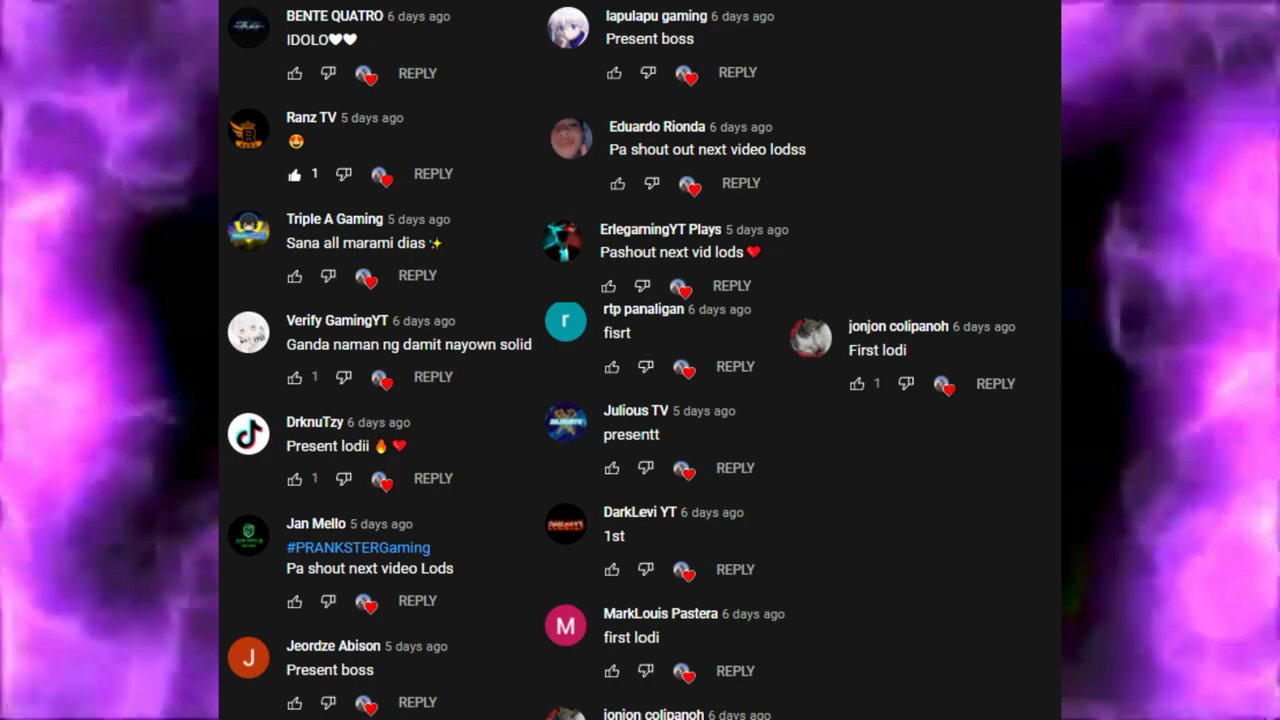 BENTE QUATRO 6 days ago
IDOLO🤍🤍
REPLY
Ranz TV 5 days ago
😍
1 REPLY
Triple A Gaming 5 days ago
Sana all marami dias ✨
REPLY
Verify GamingYT 6 days ago
Ganda naman ng damit nayown solid
1 REPLY
DrknuTzy 6 days ago
Present lodii 🔥 ❤️
1 REPLY
Jan Mello 5 days ago
#PRANKSTERGaming
Pa shout next video Lods
REPLY
J
Jeordze Abison 5 days ago
Present boss
REPLY
lapulapu gaming 6 days ago
Present boss
REPLY
Eduardo Rionda 6 days ago
Pa shout out next video lodss
REPLY
ErlegamingYT Plays 5 days ago
Pashout next vid lods ❤️
REPLY
r
rtp panaligan 6 days ago
fisrt
REPLY
Julious TV 5 days ago
presentt
REPLY
DarkLevi YT 6 days ago
1st
REPLY
M
MarkLouis Pastera 6 days ago
first lodi
REPLY
jonjon colipanoh 6 days ago
jonjon colipanoh 6 days ago
First lodi
1 REPLY